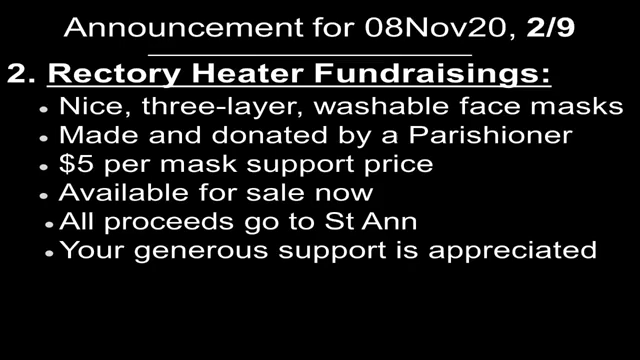 Announcement for 08Nov20, 2/9
2. Rectory Heater Fundraisings:
• Nice, three-layer, washable face masks
• Made and donated by a Parishioner
• $5 per mask support price
• Available for sale now
• All proceeds go to St Ann
• Your generous support is appreciated